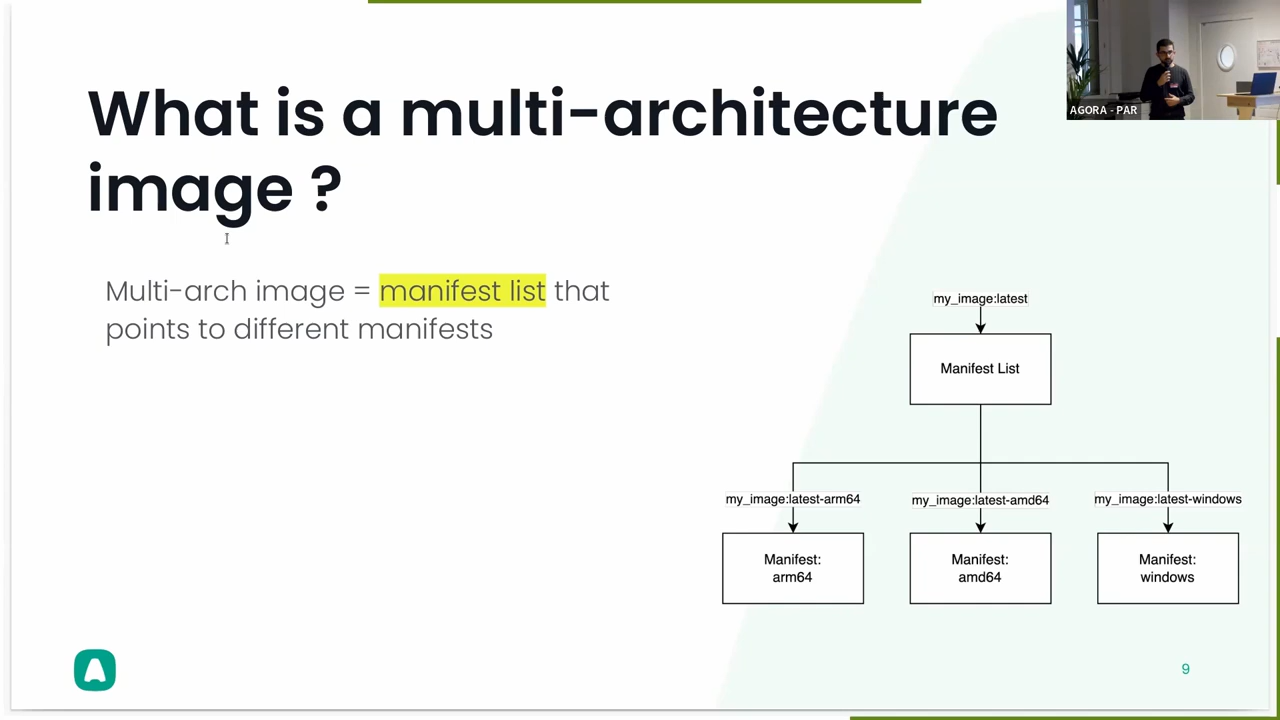 What is a multi-architecture
image ?
AGORA - PAR
Multi-arch image = manifest list that
points to different manifests
my_image:latest
Manifest List
my_image:latest-arm64
my_image:latest-amd64
my_image:latest-windows
Manifest:
arm64
Manifest:
amd64
Manifest:
windows
9